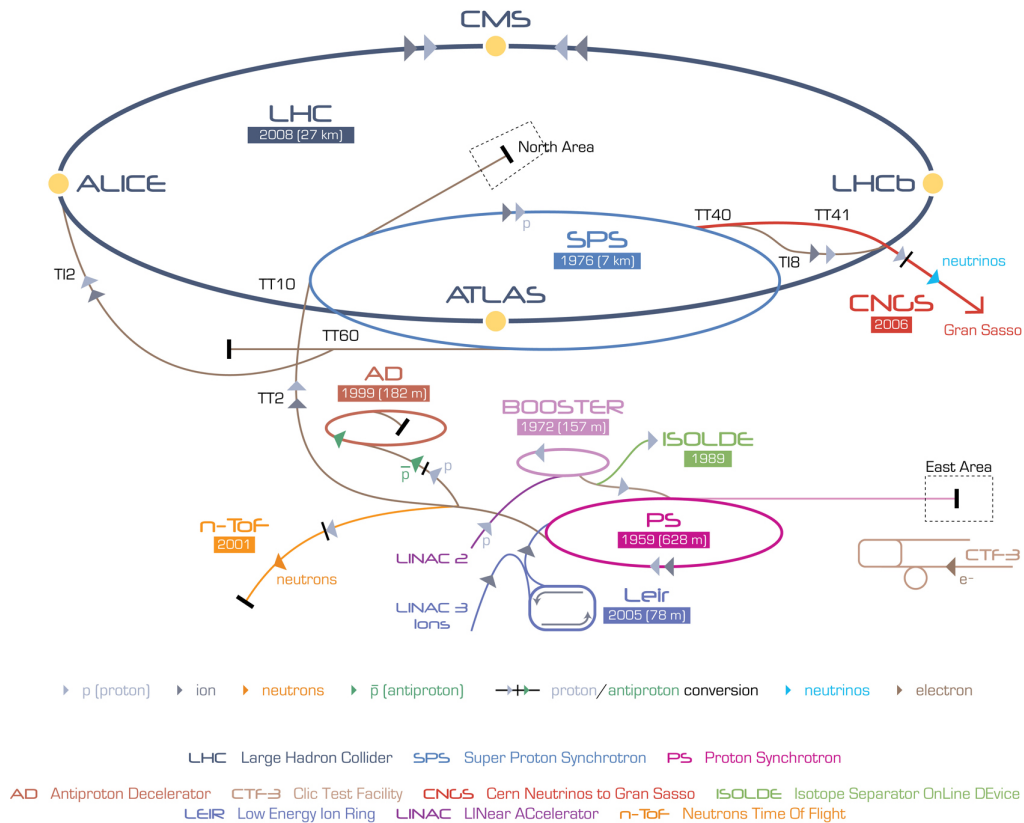 CMS
LHC
2008 (27 km)
North Area
ALICE
LHCb
TT40
TT41
p
SPS
1976 (7 km)
TI8
TI2
TT10
neutrinos
ATLAS
CNGS
2006
Gran Sasso
TT60
AD
1999 (182 m)
TT2
BOOSTER
1972 (157 m)
ISOLDE
1989
p̅
p
East Area
n-ToF
2001
PS
1959 (628 m)
LINAC 2
p
neutrons
CTF-3
e-
LINAC 3
Ions
Leir
2005 (78 m)
p (proton) ion neutrons p̅ (antiproton) proton/antiproton conversion neutrinos electron
LHC Large Hadron Collider SPS Super Proton Synchrotron PS Proton Synchrotron
AD Antiproton Decelerator CTF-3 Clic Test Facility CNGS Cern Neutrinos to Gran Sasso ISOLDE Isotope Separator OnLine DEvice
LEIR Low Energy Ion Ring LINAC LINear ACcelerator n-ToF Neutrons Time Of Flight